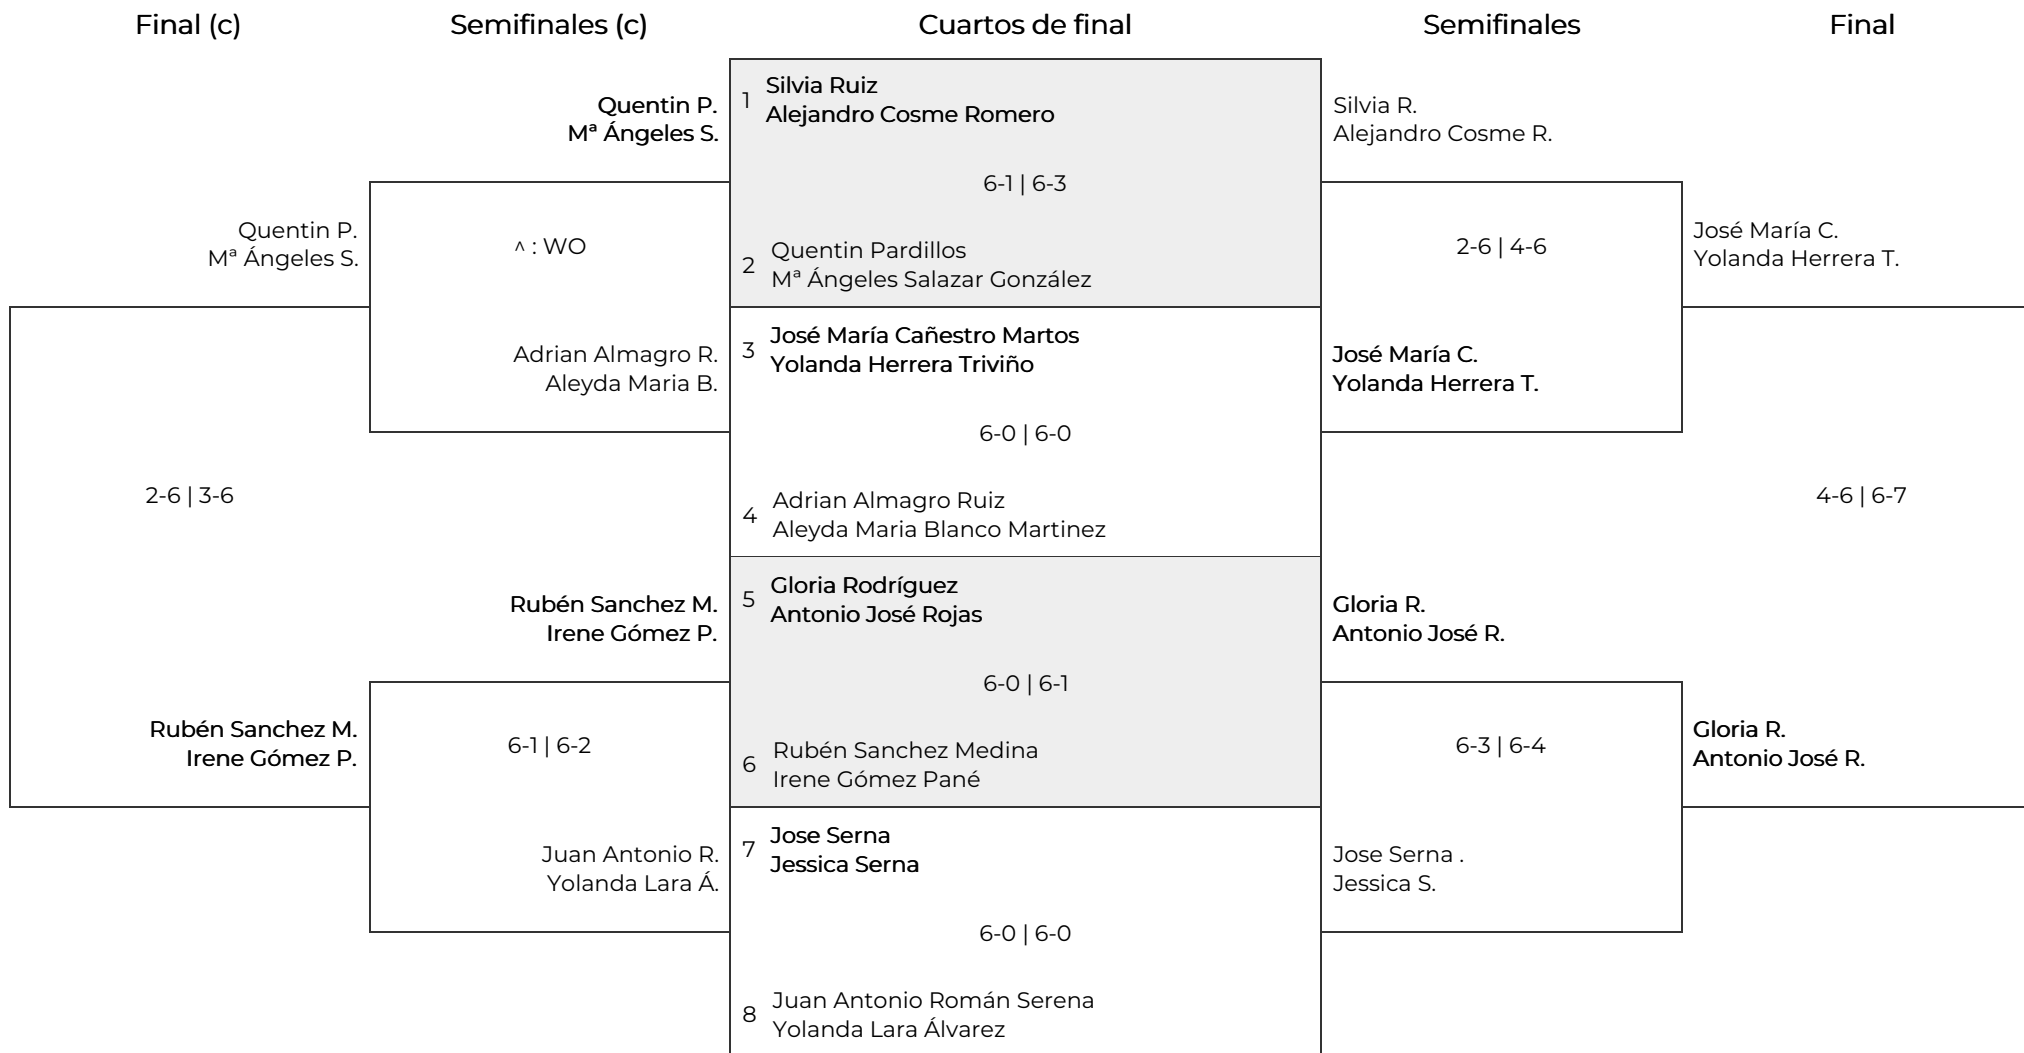 Final (c)
Semifinales (c)
Cuartos de final
Semifinales
Final
Quentin P.
Mª Ángeles S.
2-6 | 3-6
Rubén Sanchez M.
Irene Gómez P.
Quentin P.
Mª Ángeles S.
^ : WO
Adrian Almagro R.
Aleyda Maria B.
Rubén Sanchez M.
Irene Gómez P.
6-1 | 6-2
Juan Antonio R.
Yolanda Lara Á.
1
Silvia Ruiz
Alejandro Cosme Romero
6-1 | 6-3
2
Quentin Pardillos
Mª Ángeles Salazar González
3
José María Cañestro Martos
Yolanda Herrera Triviño
6-0 | 6-0
4
Adrian Almagro Ruiz
Aleyda Maria Blanco Martinez
5
Gloria Rodríguez
Antonio José Rojas
6-0 | 6-1
6
Rubén Sanchez Medina
Irene Gómez Pané
7
Jose Serna
Jessica Serna
6-0 | 6-0
8
Juan Antonio Román Serena
Yolanda Lara Álvarez
Silvia R.
Alejandro Cosme R.
2-6 | 4-6
José María C.
Yolanda Herrera T.
Gloria R.
Antonio José R.
6-3 | 6-4
Jose Serna .
Jessica S.
José María C.
Yolanda Herrera T.
4-6 | 6-7
Gloria R.
Antonio José R.